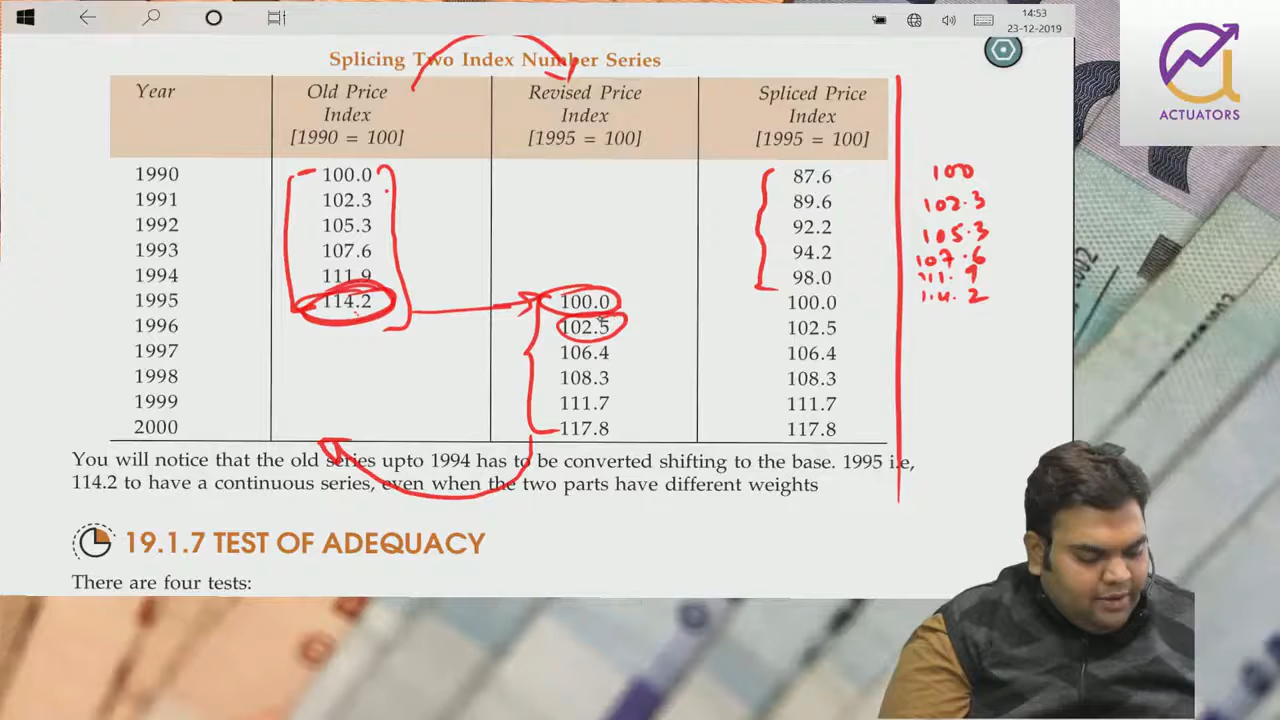 14:53
23-12-2019
ACTUATORS
Splicing Two Index Number Series
Year Old Price Index [1990 = 100] Revised Price Index [1995 = 100] Spliced Price Index [1995 = 100]
1990 100.0 87.6 100
1991 102.3 89.6 102.3
1992 105.3 92.2 105.3
1993 107.6 94.2 107.6
1994 111.9 98.0 111.9
1995 114.2 100.0 100.0 114.2
1996 102.5 102.5
1997 106.4 106.4
1998 108.3 108.3
1999 111.7 111.7
2000 117.8 117.8
You will notice that the old series upto 1994 has to be converted shifting to the base. 1995 i.e,
114.2 to have a continuous series, even when the two parts have different weights
19.1.7 TEST OF ADEQUACY
There are four tests: